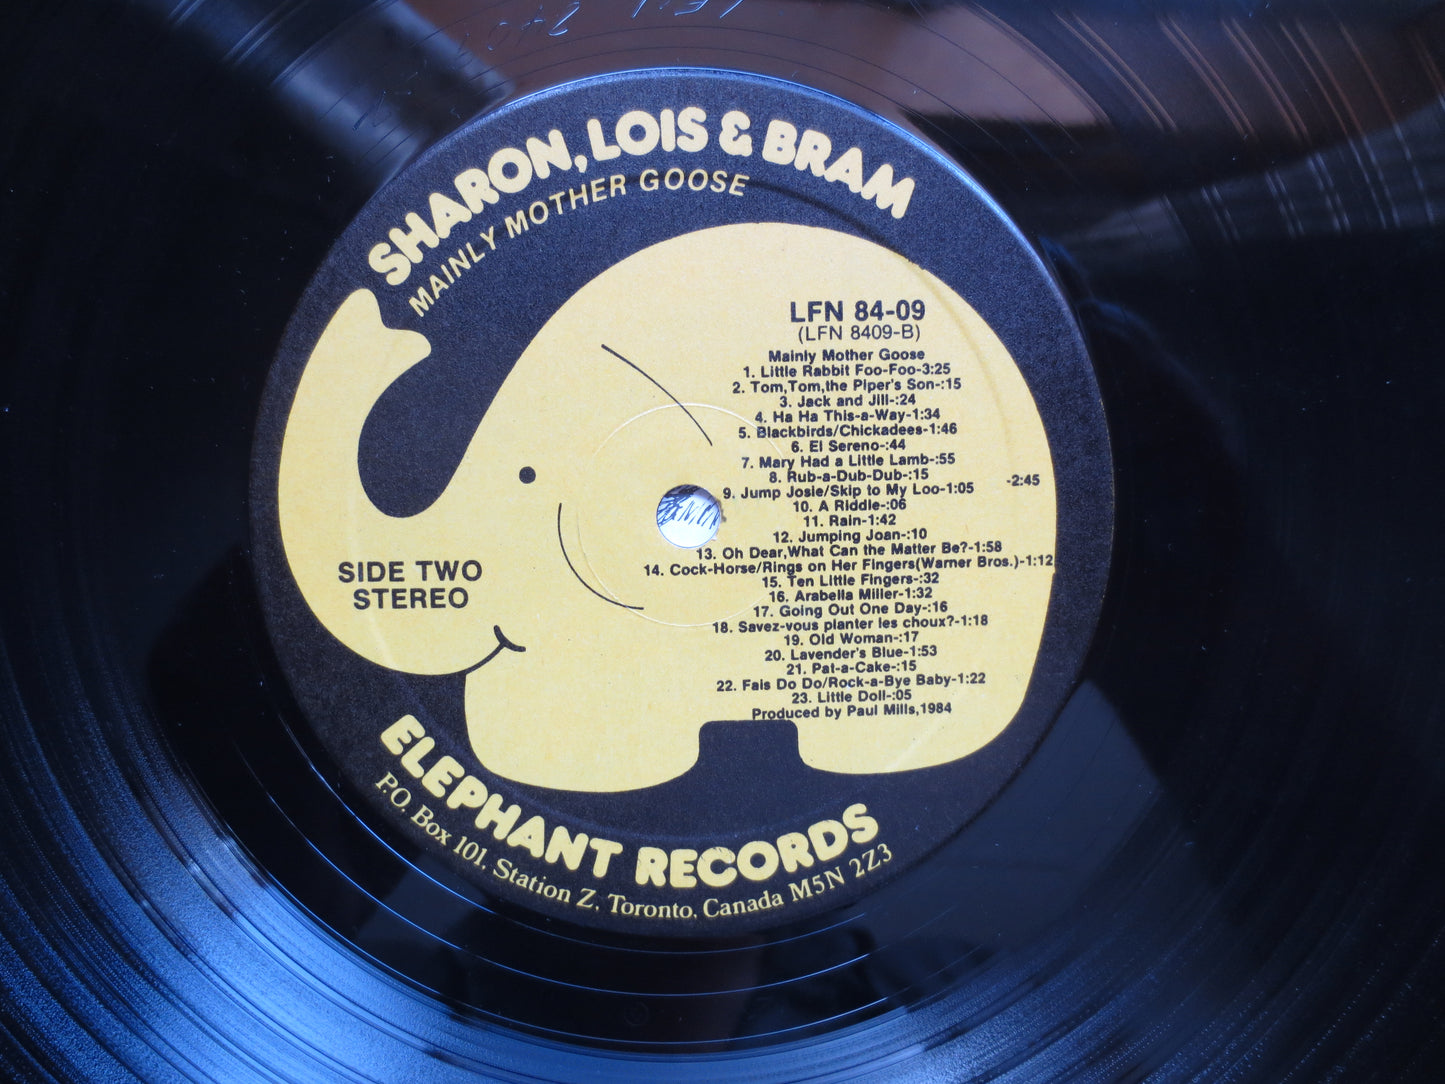 SHARON, LOIS & BRAM
MAINLY MOTHER GOOSE
LFN 84-09
(LFN 8409-B)
Mainly Mother Goose
1. Little Rabbit Foo-Foo-3:25
2. Tom,Tom,the Piper's Son-:15
3. Jack and Jill-:24
4. Ha Ha This-a-Way-1:34
5. Blackbirds/Chickadees-1:46
6. El Sereno-:44
7. Mary Had a Little Lamb-:55
8. Rub-a-Dub-Dub-:15
9. Jump Josie/Skip to My Loo-1:05
-2:45
10. A Riddle-:06
11. Rain-1:42
12. Jumping Joan-:10
13. Oh Dear,What Can the Matter Be?-1:58
14. Cock-Horse/Rings on Her Fingers(Warner Bros.)-1:12
15. Ten Little Fingers-:32
16. Arabella Miller-1:32
17. Going Out One Day-:16
18. Savez-vous planter les choux?-1:18
19. Old Woman-:17
20. Lavender's Blue-1:53
21. Pat-a-Cake-:15
22. Fais Do Do/Rock-a-Bye Baby-1:22
23. Little Doll-:05
Produced by Paul Mills,1984
SIDE TWO
STEREO
ELEPHANT RECORDS
P.O. Box 101, Station Z, Toronto, Canada M5N 2Z3